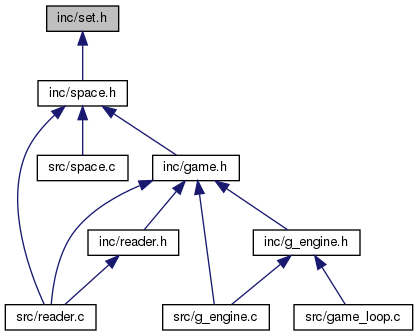 inc/set.h
inc/space.h
src/space.c
inc/game.h
inc/reader.h
inc/g_engine.h
src/reader.c
src/g_engine.c
src/game_loop.c